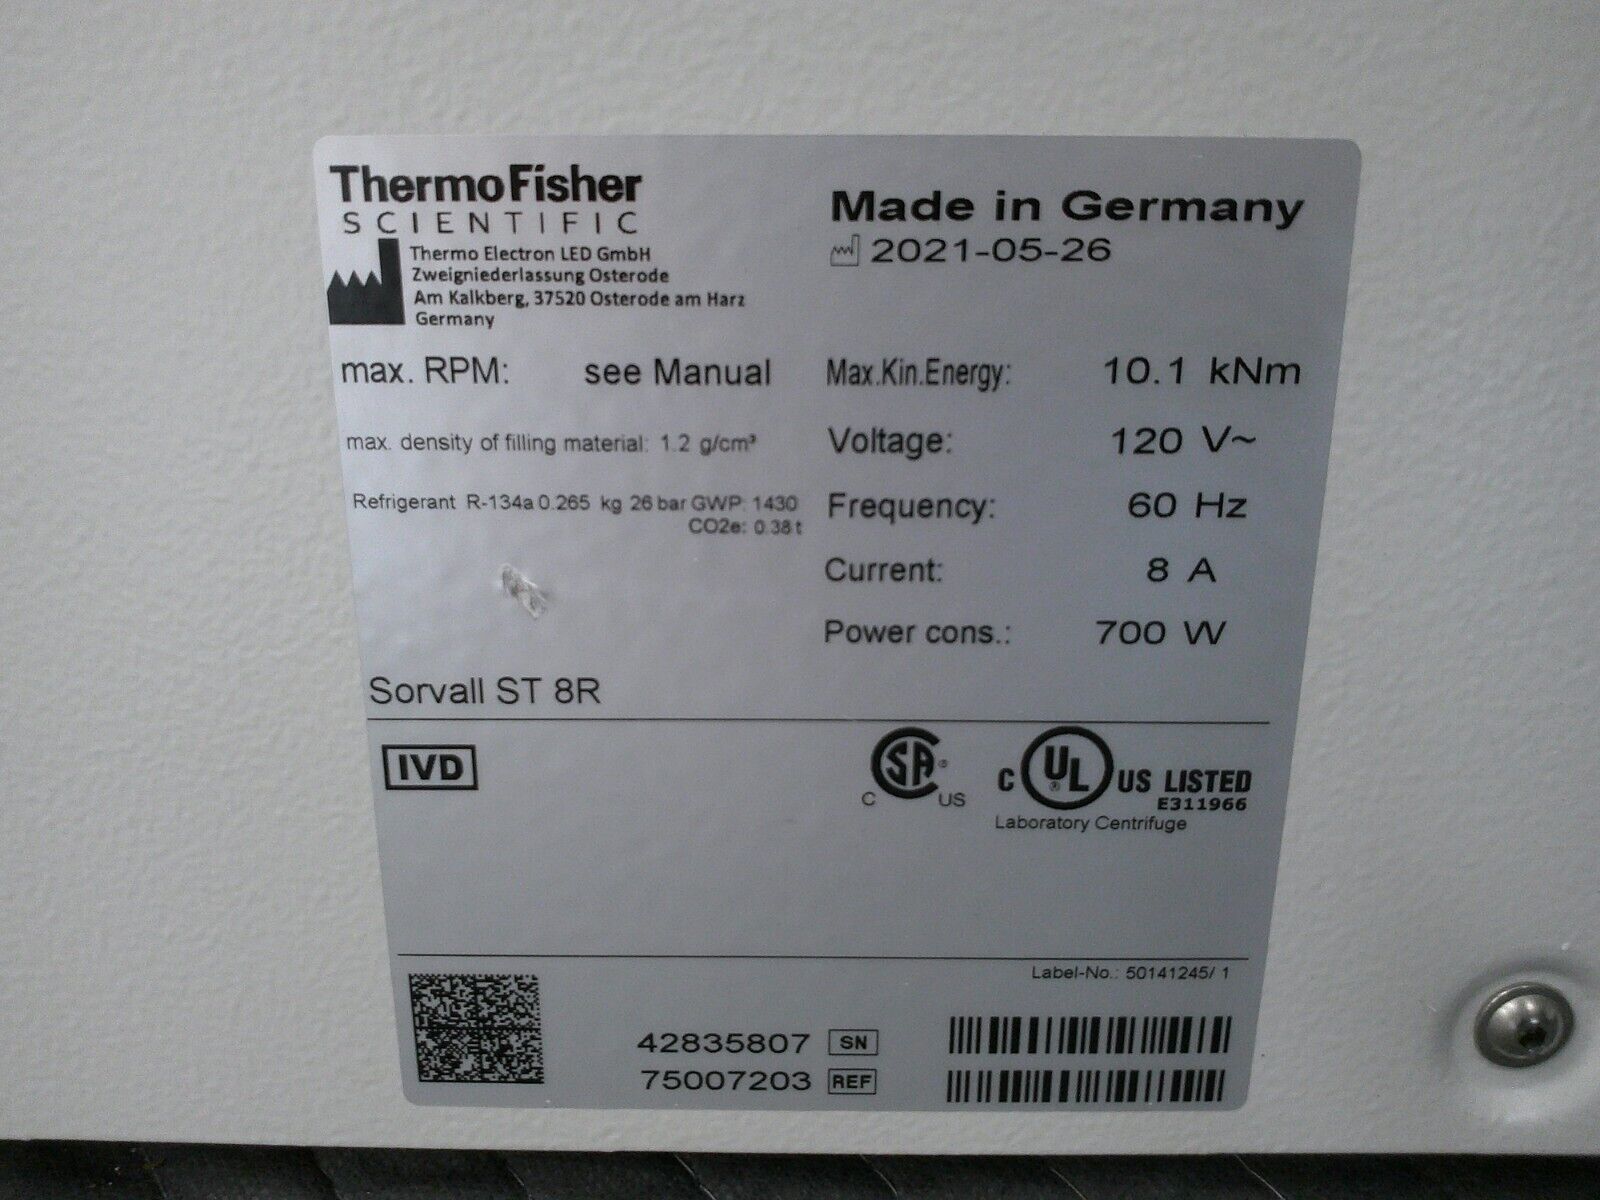 ThermoFisher
SCIENTIFIC
Thermo Electron LED GmbH
Zweigniederlassung Osterode
Am Kalkberg, 37520 Osterode am Harz
Germany
Made in Germany
2021-05-26
max. RPM: see Manual
max. density of filling material: 1.2 g/cm³
Refrigerant R-134a 0.265 kg 26 bar GWP: 1430
CO2e: 0.38 t
Max.Kin.Energy: 10.1 kNm
Voltage: 120 V~
Frequency: 60 Hz
Current: 8 A
Power cons.: 700 W
Sorvall ST 8R
IVD
CSA ®
C US
C UL ® US LISTED
E311966
Laboratory Centrifuge
Label-No.: 50141245/ 1
42835807 SN
75007203 REF